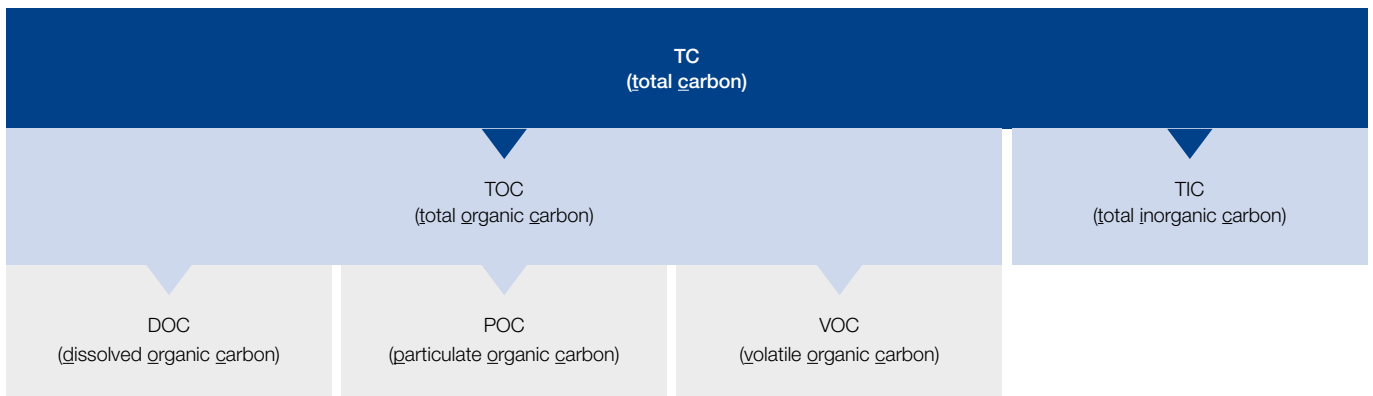 TC
(total carbon)
TOC
(total organic carbon)
TIC
(total inorganic carbon)
DOC
(dissolved organic carbon)
POC
(particulate organic carbon)
VOC
(volatile organic carbon)